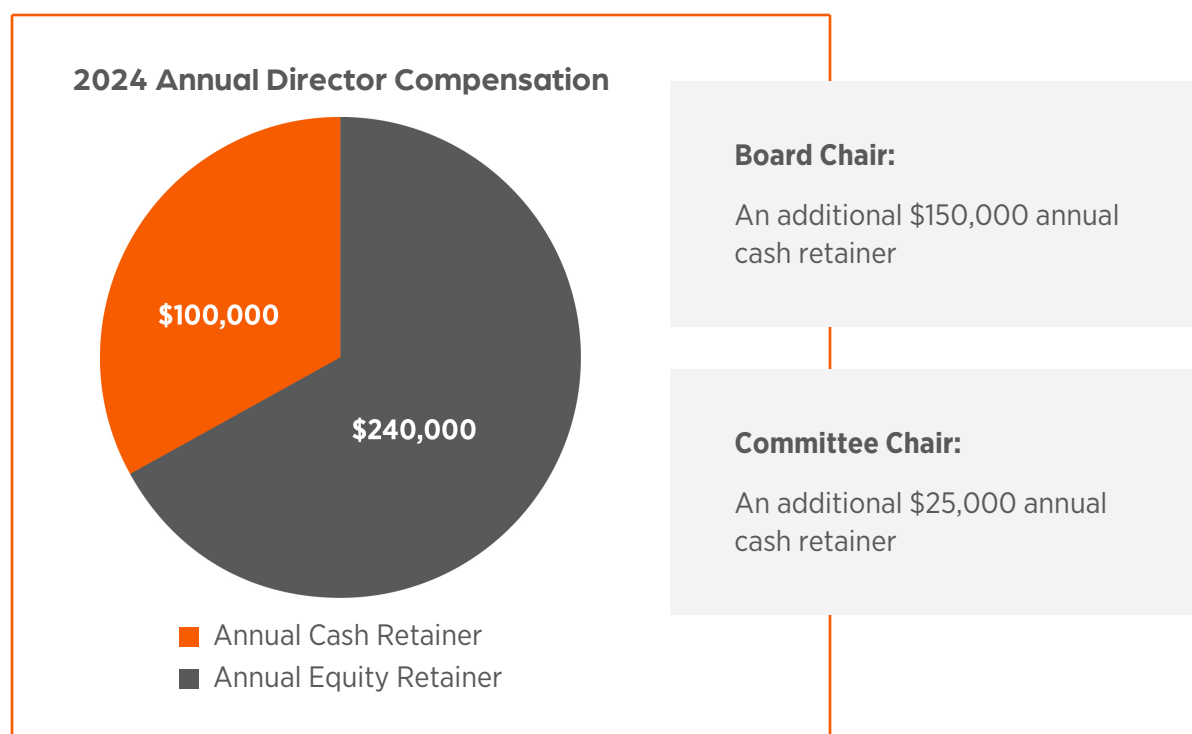 2024 Annual Director Compensation
$100,000
$240,000
Annual Cash Retainer
Annual Equity Retainer
Board Chair:
An additional $150,000 annual
cash retainer
Committee Chair:
An additional $25,000 annual
cash retainer